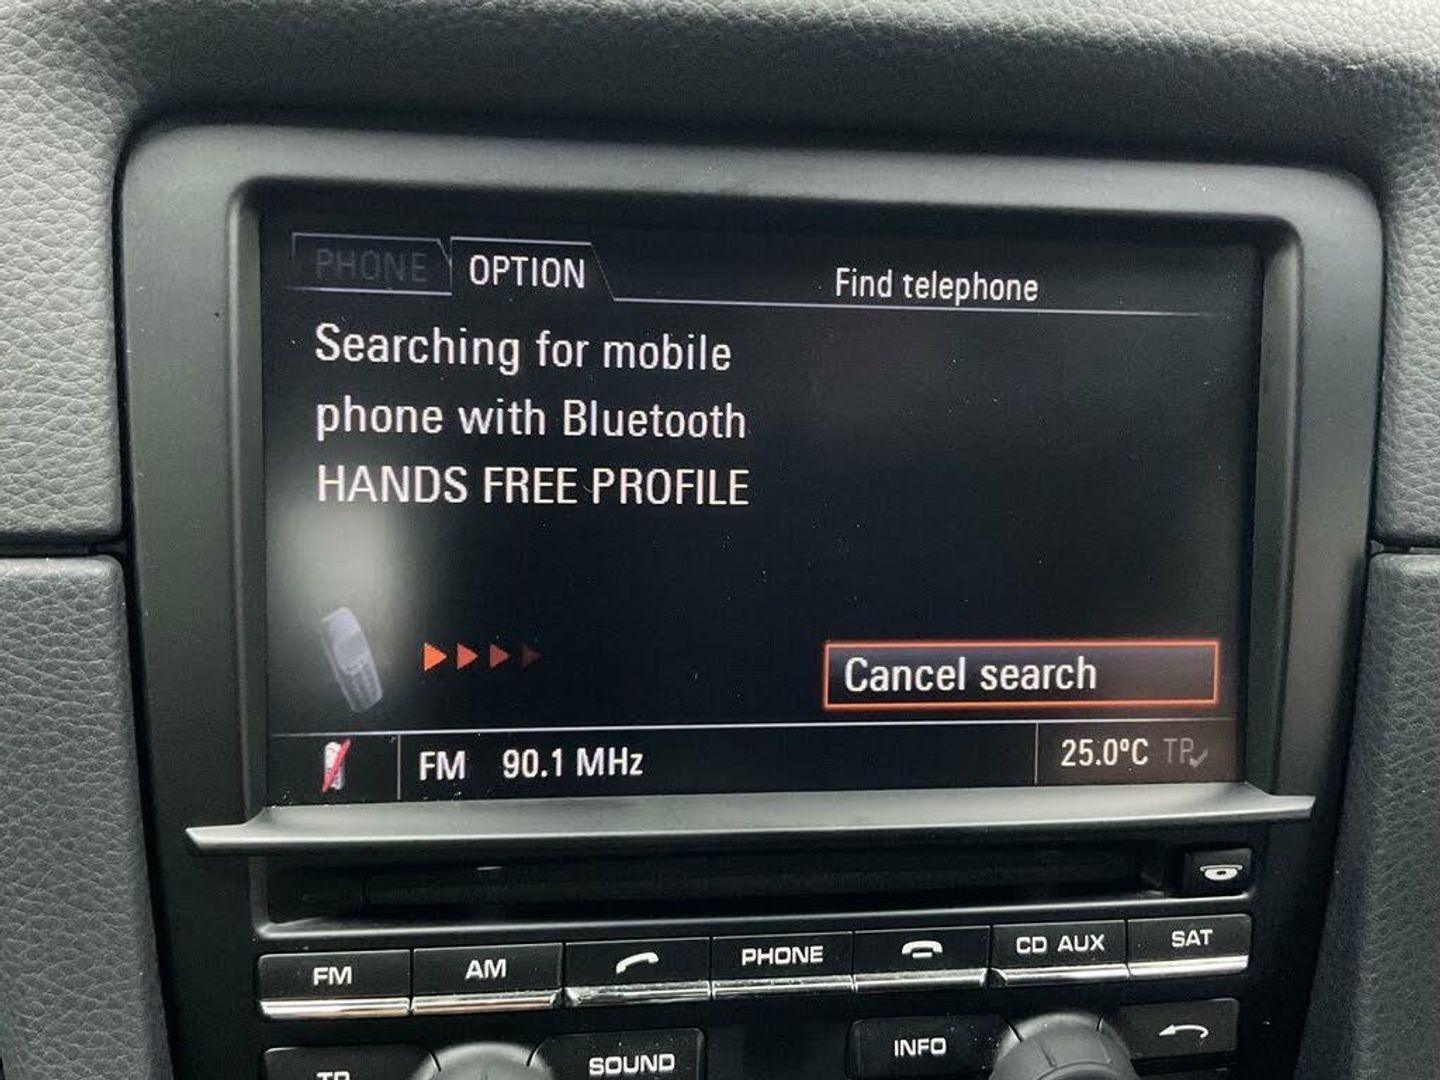 PHONE OPTION Find telephone
Searching for mobile
phone with Bluetooth
HANDS FREE PROFILE
Cancel search
FM 90.1 MHz 25.0°C TP
FM AM PHONE CD AUX SAT
TP SOUND INFO